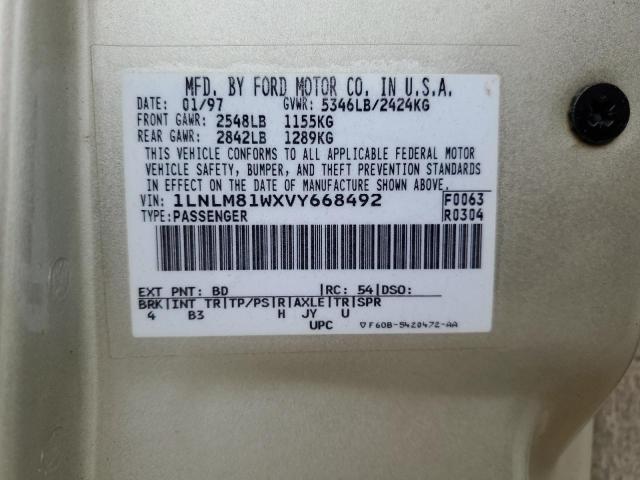 MFD. BY FORD MOTOR CO. IN U.S.A.
DATE: 01/97 GVWR: 5346LB/2424KG
FRONT GAWR: 2548LB 1155KG
REAR GAWR: 2842LB 1289KG
THIS VEHICLE CONFORMS TO ALL APPLICABLE FEDERAL MOTOR
VEHICLE SAFETY, BUMPER, AND THEFT PREVENTION STANDARDS
IN EFFECT ON THE DATE OF MANUFACTURE SHOWN ABOVE.
VIN: 1LNLM81WXVY668492 F0063
TYPE: PASSENGER R0304
EXT PNT: BD |RC: 54|DSO:
BRK|INT TR|TP/PS|R|AXLE|TR|SPR
4 B3 H JY U
UPC ▽F60B-5420472-AA